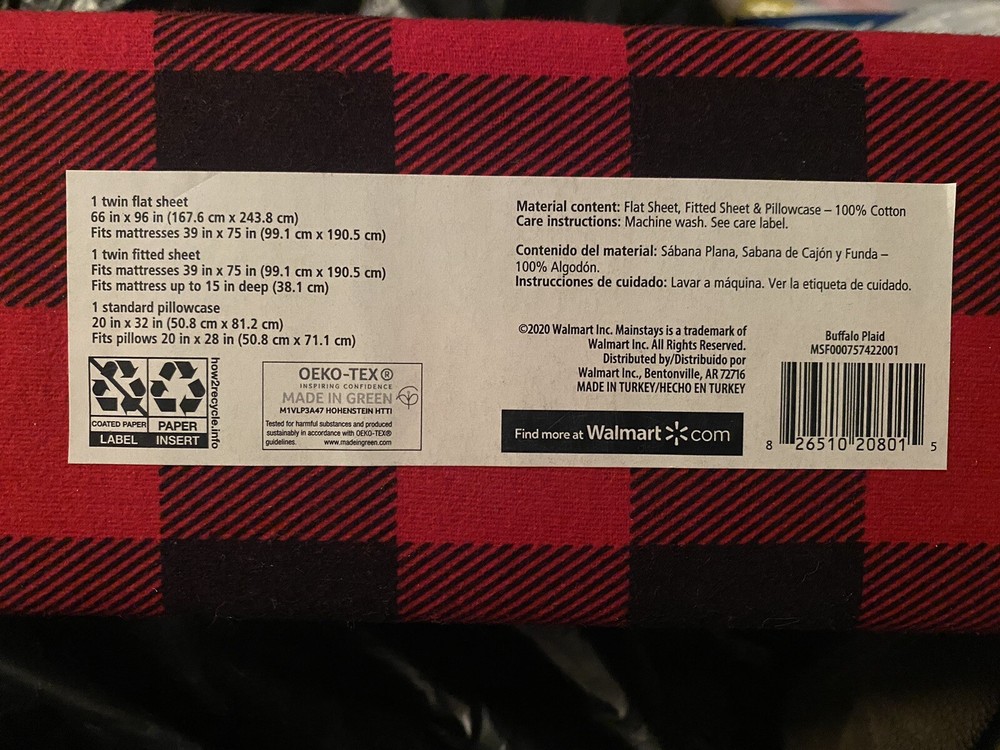 1 twin flat sheet
66 in x 96 in (167.6 cm x 243.8 cm)
Fits mattresses 39 in x 75 in (99.1 cm x 190.5 cm)
1 twin fitted sheet
Fits mattresses 39 in x 75 in (99.1 cm x 190.5 cm)
Fits mattress up to 15 in deep (38.1 cm)
1 standard pillowcase
20 in x 32 in (50.8 cm x 81.2 cm)
Fits pillows 20 in x 28 in (50.8 cm x 71.1 cm)
COATED PAPER
LABEL
PAPER
INSERT
how2recycle.info
OEKO-TEX®
INSPIRING CONFIDENCE
MADE IN GREEN
M1VLP3A47 HOHENSTEIN HTTI
Tested for harmful substances and produced
sustainably in accordance with OEKO-TEX®
guidelines. www.madeingreen.com
Material content: Flat Sheet, Fitted Sheet & Pillowcase – 100% Cotton
Care instructions: Machine wash. See care label.
Contenido del material: Sábana Plana, Sabana de Cajón y Funda –
100% Algodón.
Instrucciones de cuidado: Lavar a máquina. Ver la etiqueta de cuidado.
©2020 Walmart Inc. Mainstays is a trademark of
Walmart Inc. All Rights Reserved.
Distributed by/Distribuido por
Walmart Inc., Bentonville, AR 72716
MADE IN TURKEY/HECHO EN TURKEY
Find more at Walmart com
Buffalo Plaid
MSF000757422001
8 26510 20801 5